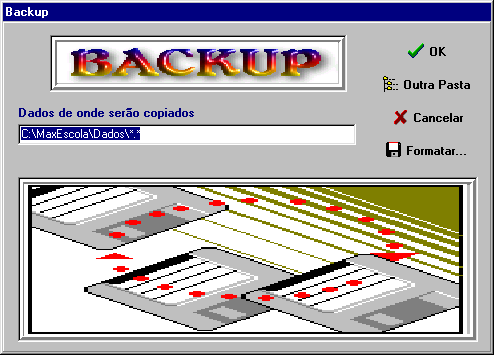 Backup
BACKUP
OK
Outra Pasta
Dados de onde serão copiados
Cancelar
C:\MaxEscola\Dados\*.*
Formatar...